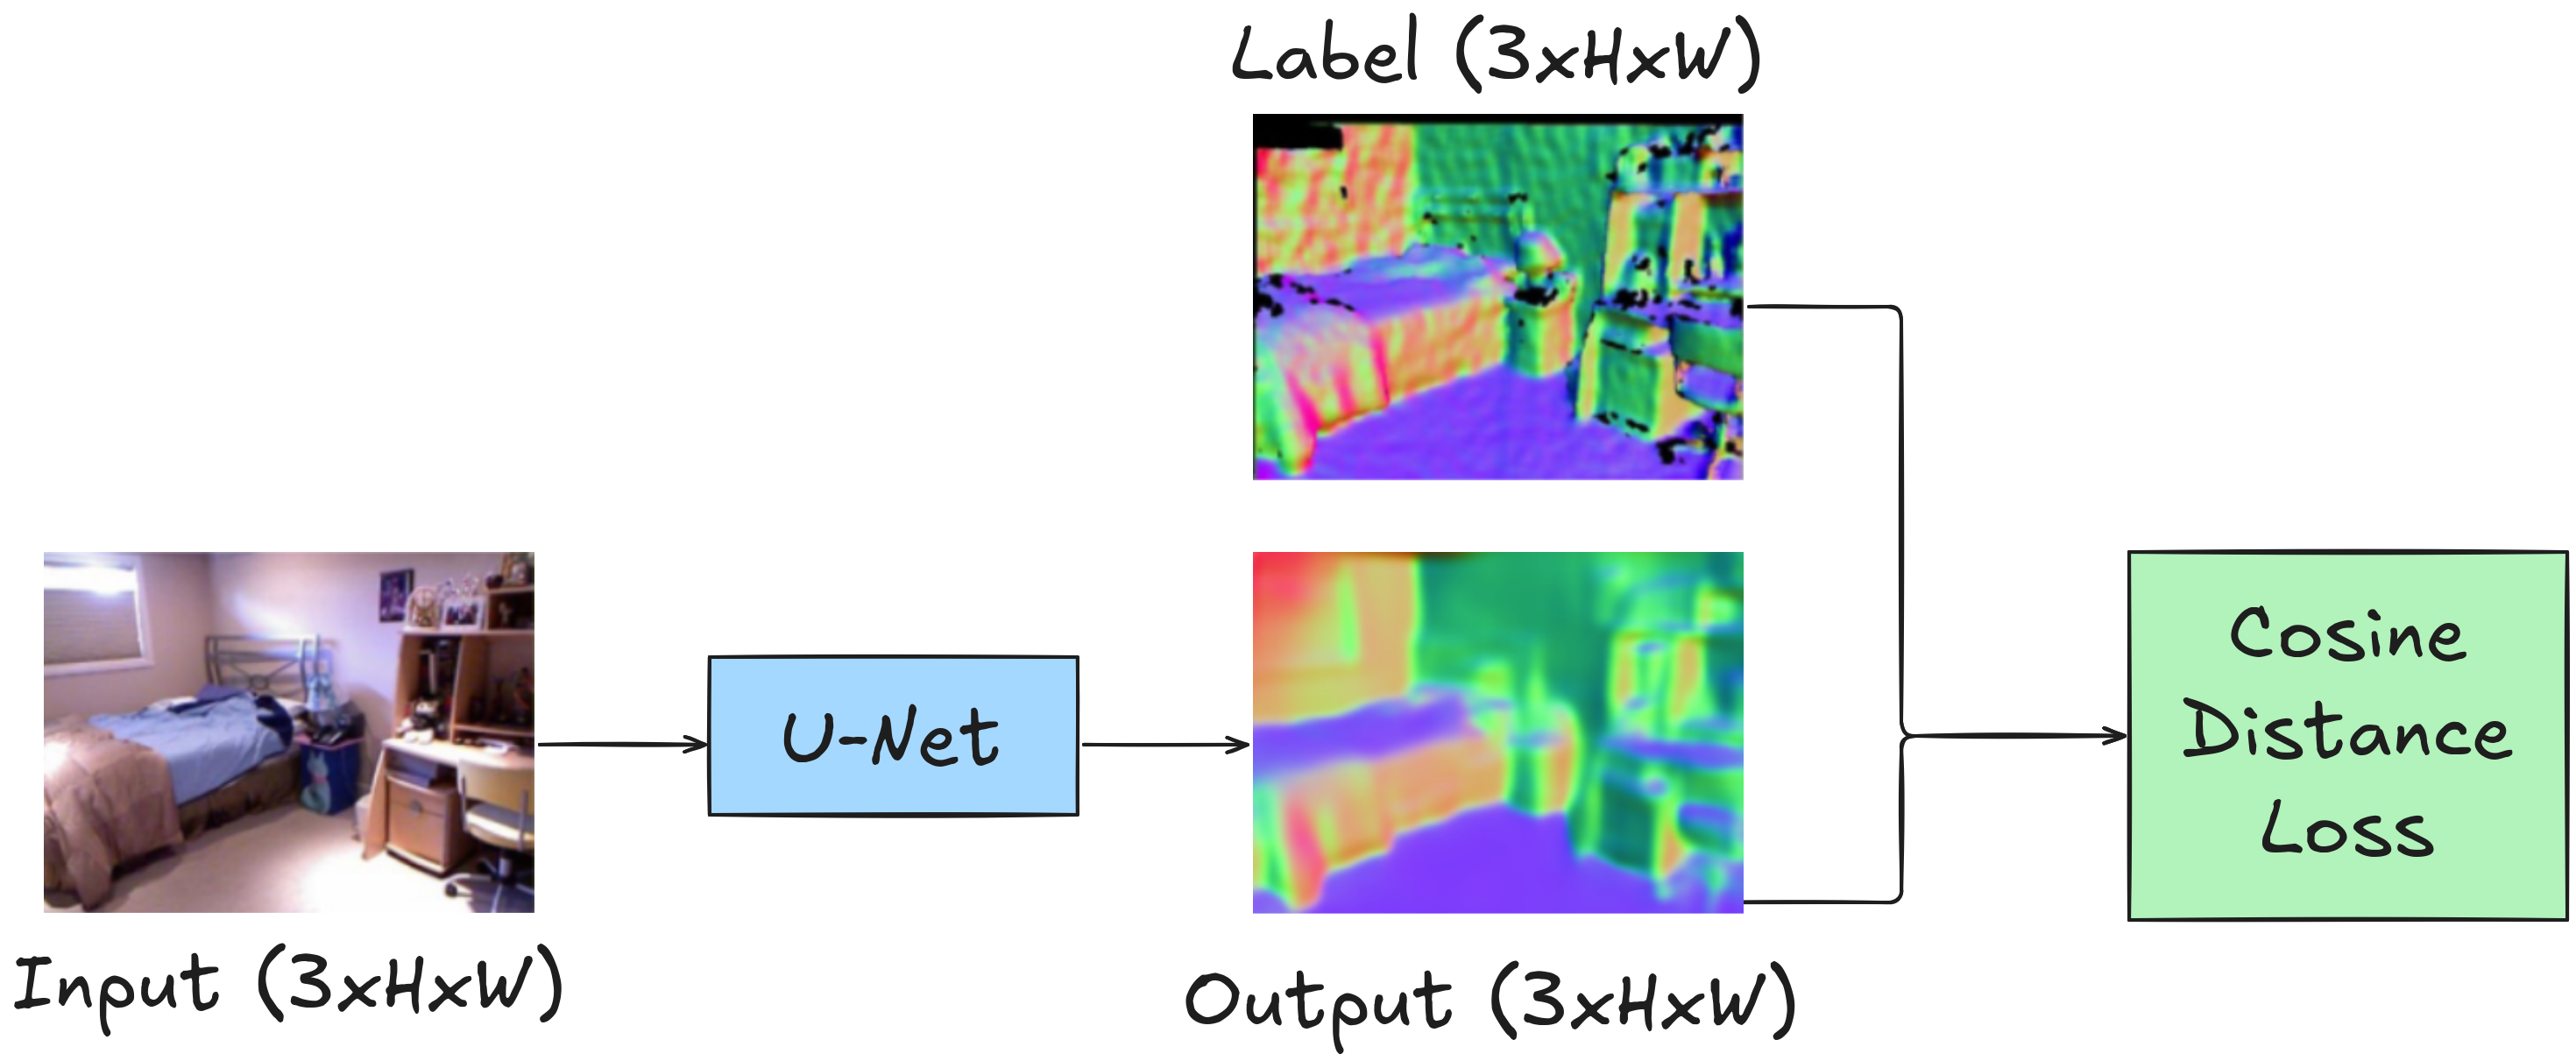 Label (3xHxW)
U-Net
Cosine
Distance
Loss
Input (3xHxW)
Output (3xHxW)